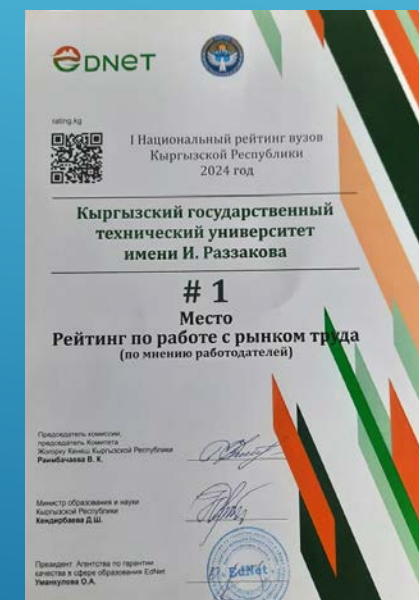 EDNET
rating.kg
I Национальный рейтинг вузов
Кыргызской Республики
2024 год
Кыргызский государственный
технический университет
имени И. Раззакова
# 1
Место
Рейтинг по работе с рынком труда
(по мнению работодателей)
Председатель комиссии,
председатель Комитета
Жогорку Кенеш Кыргызской Республики
Раимбачаева В. К.
Министр образования и науки
Кыргызской Республики
Кендирбаева Д.Ш.
Президент Агентства по гарантии
качества в сфере образования EdNet
Уманкулова О.А.
EdNet